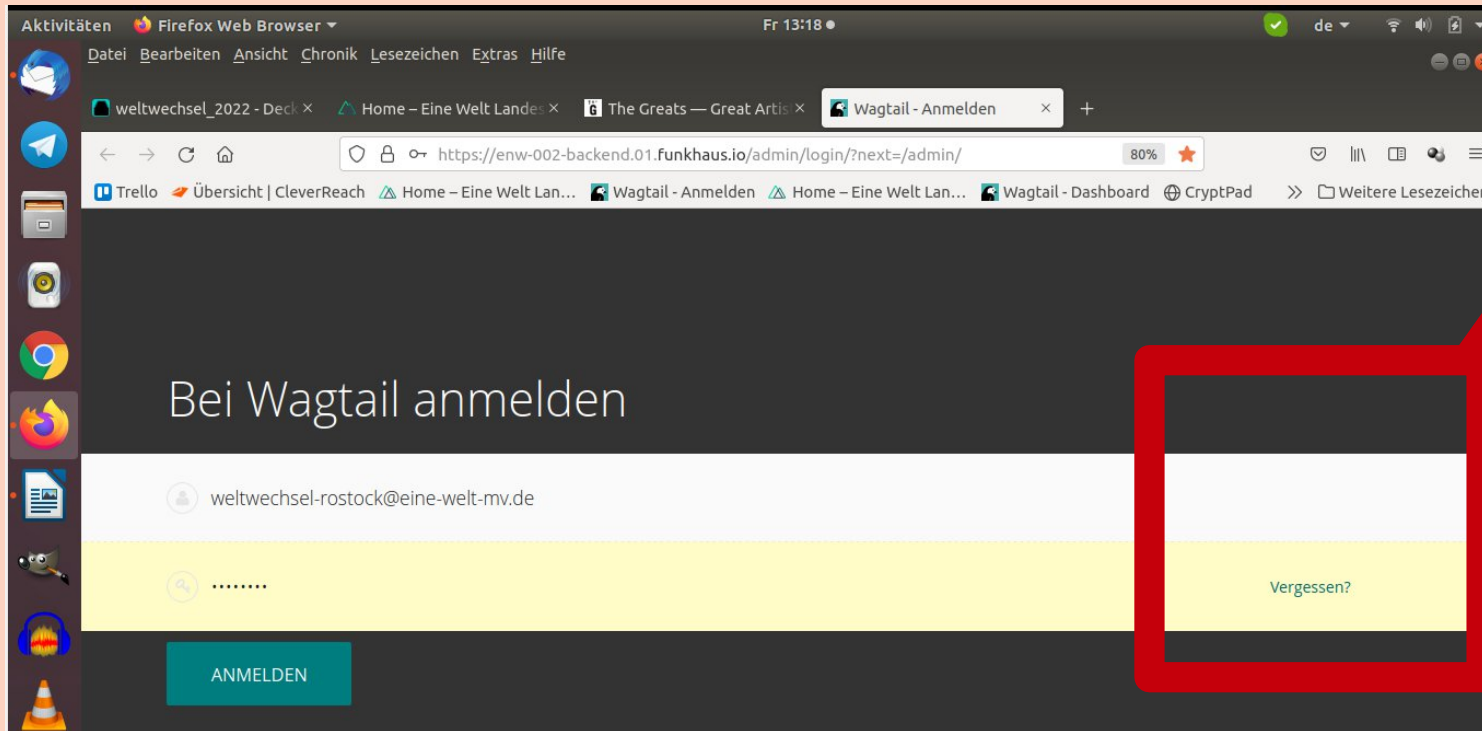 Aktivitäten Firefox Web Browser Fr 13:18 de
Datei Bearbeiten Ansicht Chronik Lesezeichen Extras Hilfe
weltwechsel_2022 - Deck Home – Eine Welt Landes The Greats — Great Artis Wagtail - Anmelden
https://enw-002-backend.01.funkhaus.io/admin/login/?next=/admin/ 80%
Trello Übersicht | CleverReach Home – Eine Welt Lan... Wagtail - Anmelden Home – Eine Welt Lan... Wagtail - Dashboard CryptPad Weitere Lesezeichen
Bei Wagtail anmelden
weltwechsel-rostock@eine-welt-mv.de
········ Vergessen?
ANMELDEN